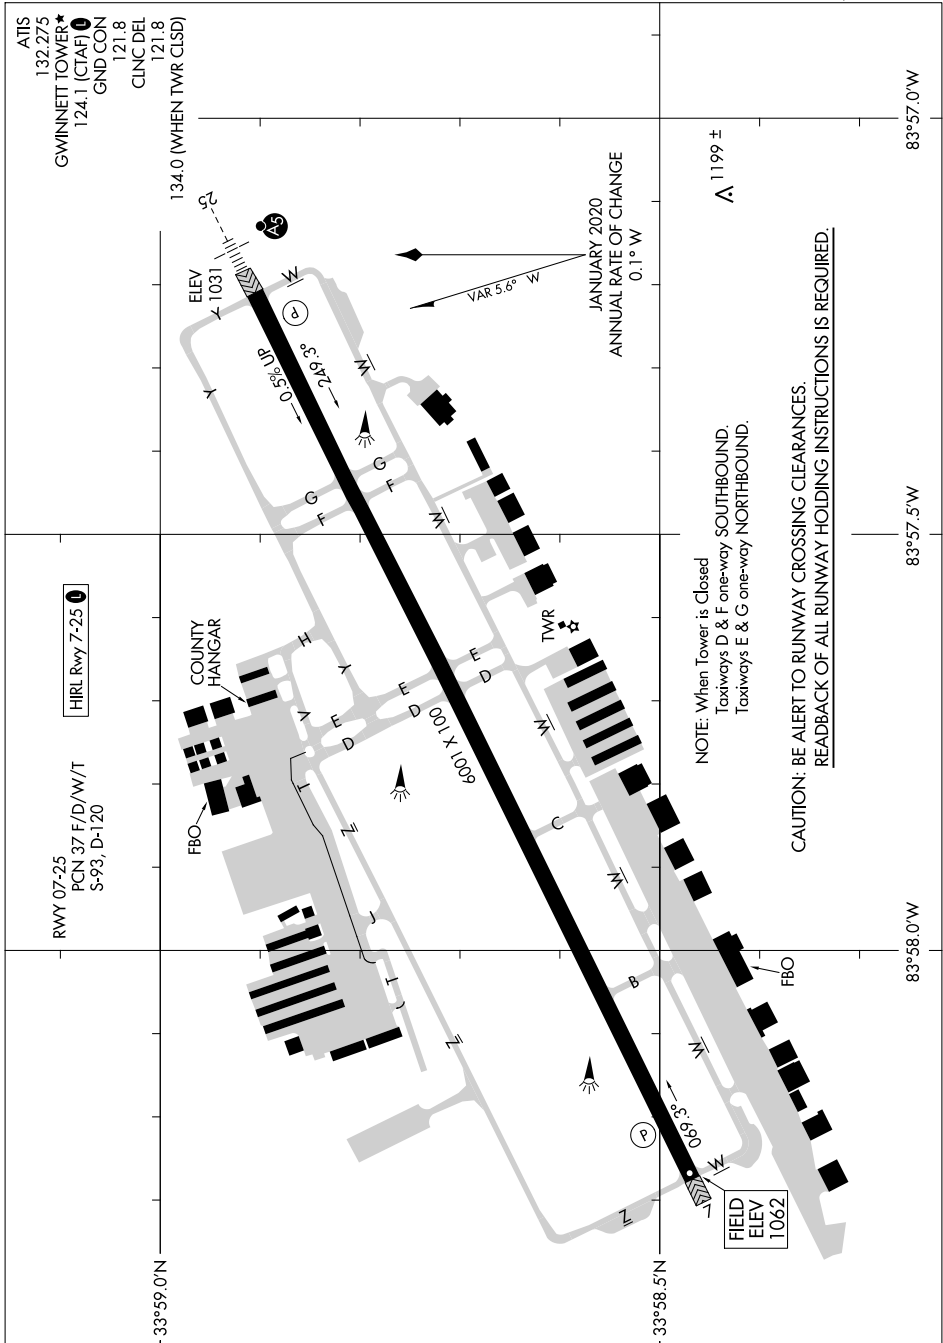 ATIS
132.275
GWINNETT TOWER★
124.1 (CTAF) L
GND CON
121.8
CLNC DEL
121.8
134.0 (WHEN TWR CLSD)
RWY 07-25
PCN 37 F/D/W/T
S-93, D-120
HIRL Rwy 7-25 L
33°59.0'N
33°58.5'N
83°57.0'W
83°57.5'W
83°58.0'W
25
A5
ELEV
1031
Y
W
P
Y
0.5% UP
249.3°
W
G
F
G
F
W
COUNTY
HANGAR
FBO
H
Y
A
E
D
E
D
E
D
TWR
6001 X 100
W
T
Z
C
W
J
T
J
B
Z
W
FBO
P
069.3°
W
7
Z
FIELD
ELEV
1062
VAR 5.6° W
JANUARY 2020
ANNUAL RATE OF CHANGE
0.1° W
1199 ±
NOTE: When Tower is Closed
Taxiways D & F one-way SOUTHBOUND.
Taxiways E & G one-way NORTHBOUND.
CAUTION: BE ALERT TO RUNWAY CROSSING CLEARANCES.
READBACK OF ALL RUNWAY HOLDING INSTRUCTIONS IS REQUIRED.